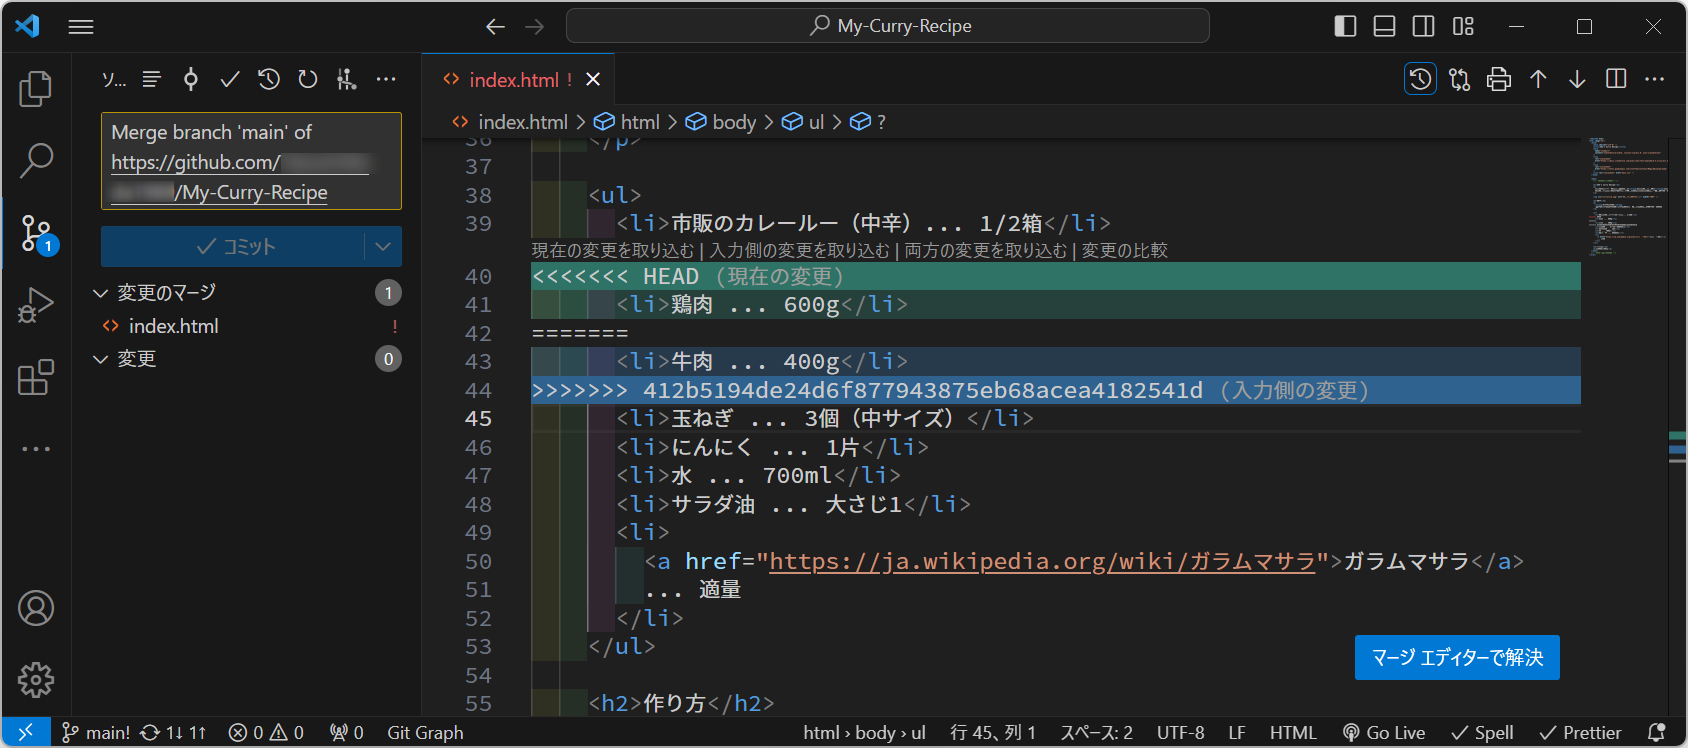 My-Curry-Recipe
ソ...
index.html !
index.html > html > body > ul > ?
Merge branch 'main' of
https://github.com/
/My-Curry-Recipe
コミット
変更のマージ 1
index.html !
変更 0
1
36 </p>
37
38 <ul>
39 <li>市販のカレールー（中辛）... 1/2箱</li>
現在の変更を取り込む | 入力側の変更を取り込む | 両方の変更を取り込む | 変更の比較
40 <<<<<<< HEAD (現在の変更)
41 <li>鶏肉 ... 600g</li>
42 =======
43 <li>牛肉 ... 400g</li>
44 >>>>>>> 412b5194de24d6f877943875eb68acea4182541d (入力側の変更)
45 <li>玉ねぎ ... 3個（中サイズ）</li>
46 <li>にんにく ... 1片</li>
47 <li>水 ... 700ml</li>
48 <li>サラダ油 ... 大さじ1</li>
49 <li>
50 <a href="https://ja.wikipedia.org/wiki/ガラムマサラ">ガラムマサラ</a>
51 ... 適量
52 </li>
53 </ul>
54
55 <h2>作り方</h2>
マージ エディターで解決
main! 1↓ 1↑ 0 0 0 Git Graph html › body › ul 行 45、列 1 スペース: 2 UTF-8 LF HTML Go Live Spell Prettier